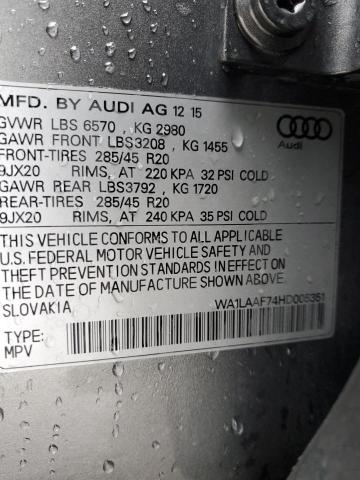 MFD. BY AUDI AG 12 15
GVWR LBS 6570 , KG 2980
GAWR FRONT LBS3208 , KG 1455
FRONT-TIRES 285/45 R20
9JX20 RIMS, AT 220 KPA 32 PSI COLD
GAWR REAR LBS3792 , KG 1720
REAR-TIRES 285/45 R20
9JX20 RIMS, AT 240 KPA 35 PSI COLD
Audi
THIS VEHICLE CONFORMS TO ALL APPLICABLE
U.S. FEDERAL MOTOR VEHICLE SAFETY AND
THEFT PREVENTION STANDARDS IN EFFECT ON
THE DATE OF MANUFACTURE SHOWN ABOVE.
SLOVAKIA WA1LAAF74HD005351
TYPE:
MPV